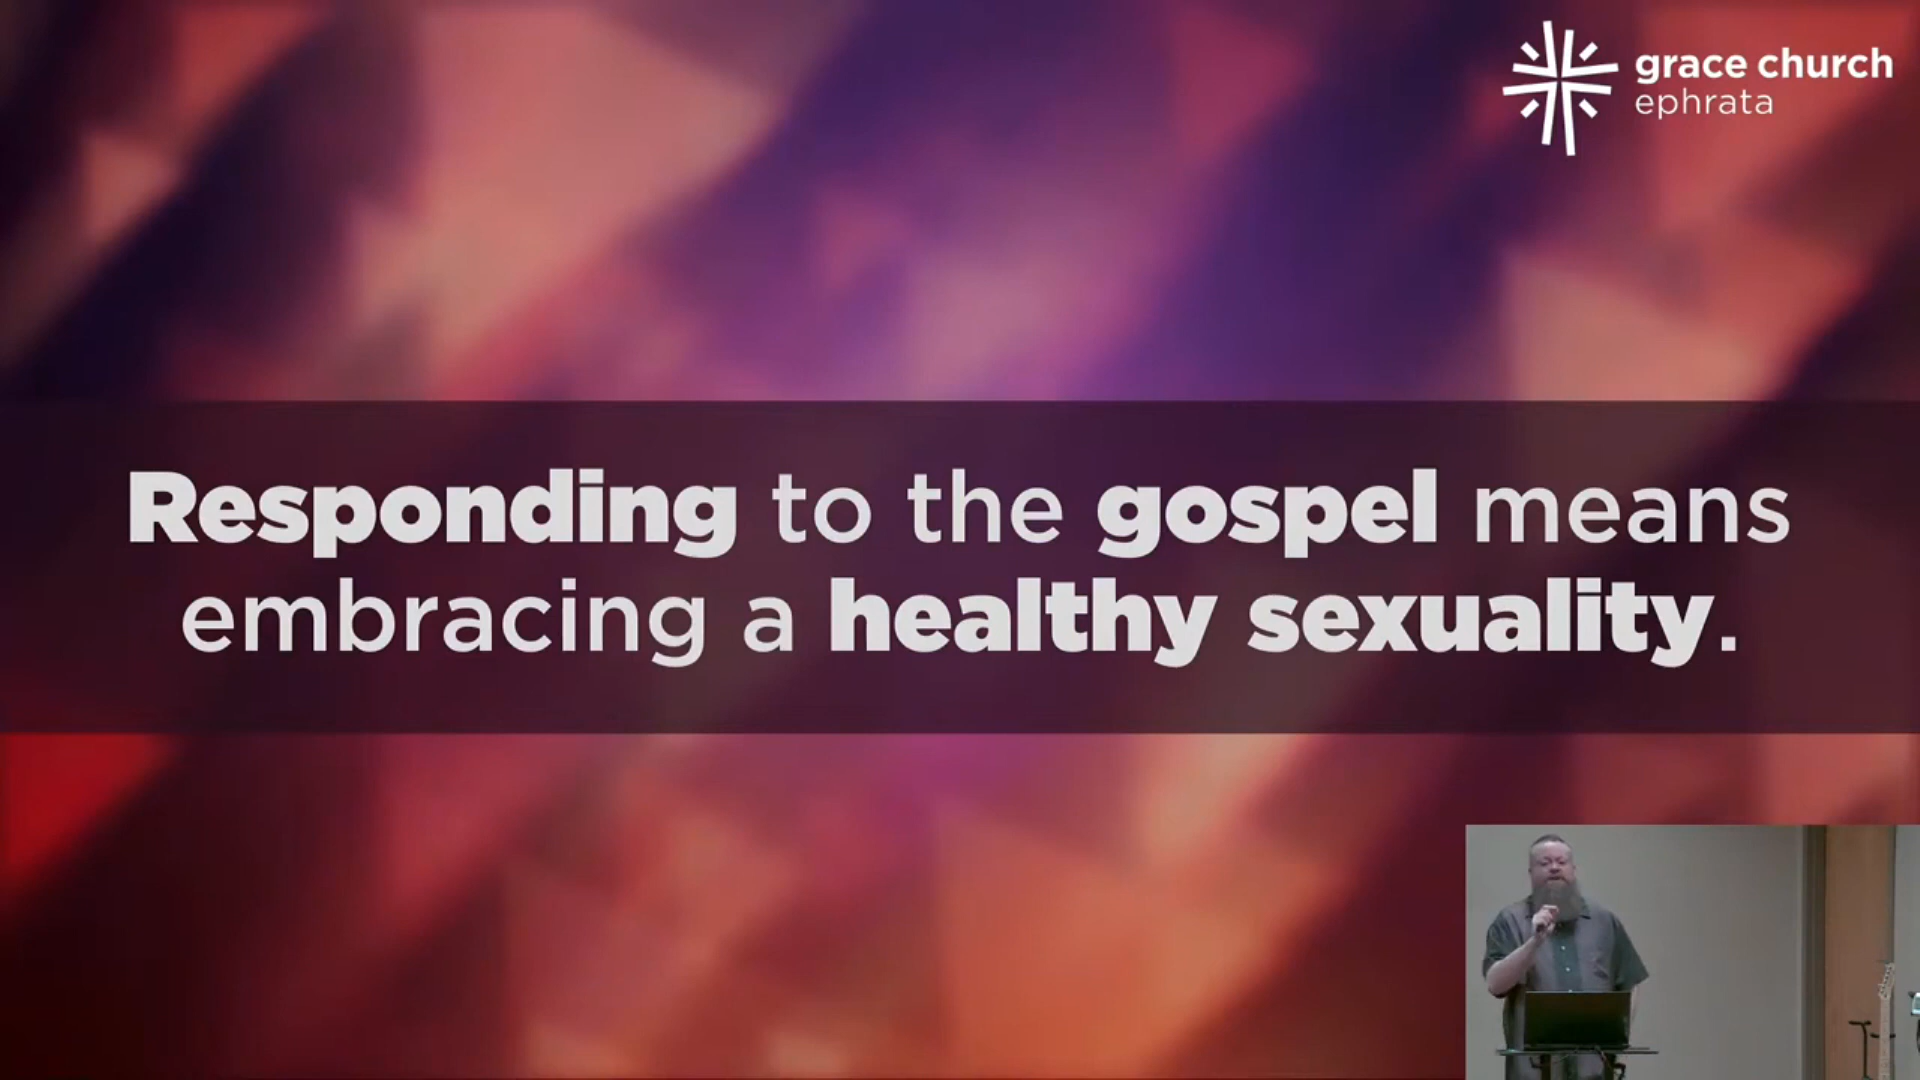 grace church
ephrata
Responding to the gospel means
embracing a healthy sexuality.